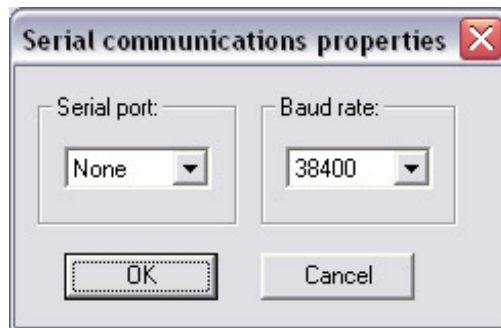 Serial communications properties
Serial port: Baud rate:
None 38400
OK Cancel